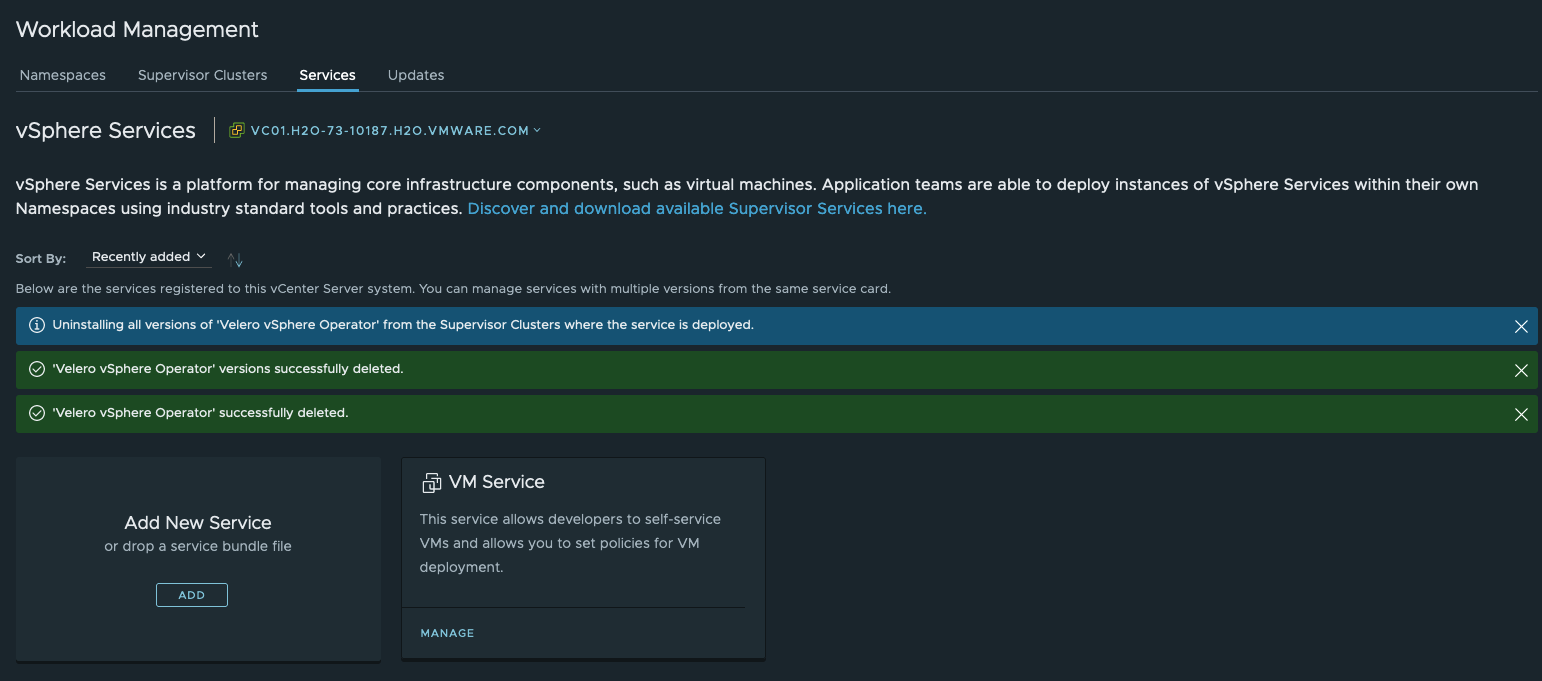 Workload Management
Namespaces Supervisor Clusters Services Updates
vSphere Services VC01.H2O-73-10187.H2O.VMWARE.COM
vSphere Services is a platform for managing core infrastructure components, such as virtual machines. Application teams are able to deploy instances of vSphere Services within their own
Namespaces using industry standard tools and practices. Discover and download available Supervisor Services here.
Sort By: Recently added
Below are the services registered to this vCenter Server system. You can manage services with multiple versions from the same service card.
Uninstalling all versions of 'Velero vSphere Operator' from the Supervisor Clusters where the service is deployed.
'Velero vSphere Operator' versions successfully deleted.
'Velero vSphere Operator' successfully deleted.
Add New Service
or drop a service bundle file
ADD
VM Service
This service allows developers to self-service
VMs and allows you to set policies for VM
deployment.
MANAGE